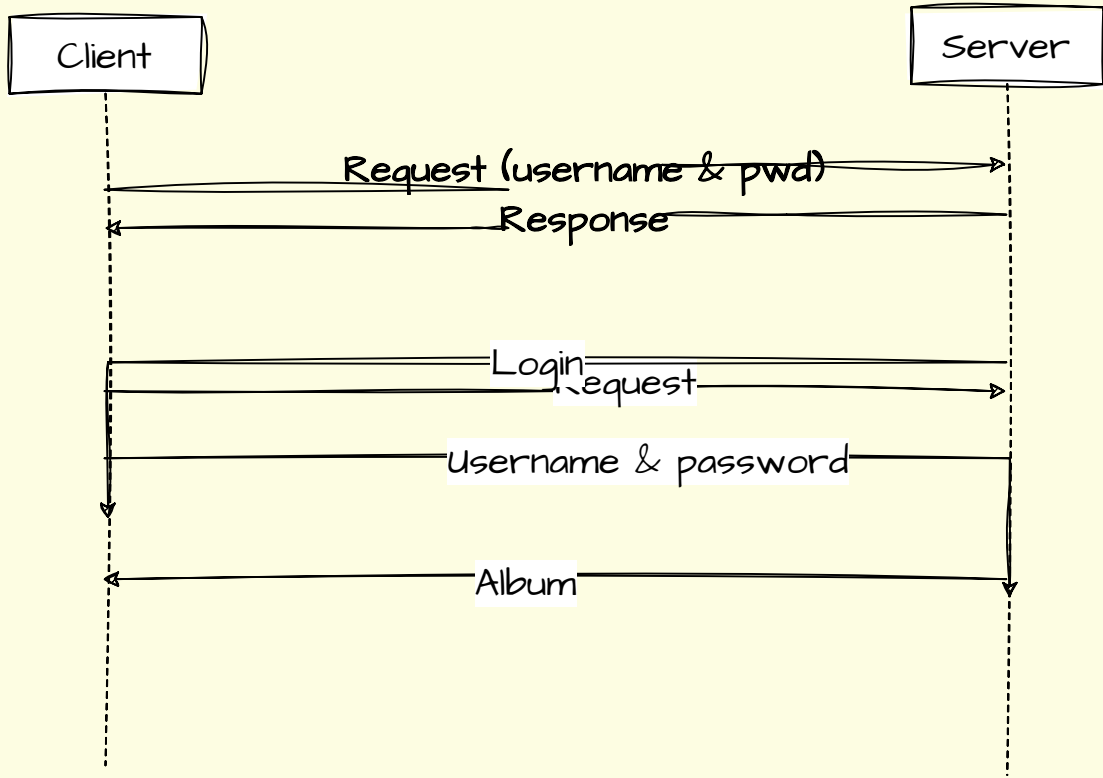 Client
Server
Request (username & pwd)
Response
Login
Request
Username & password
Album